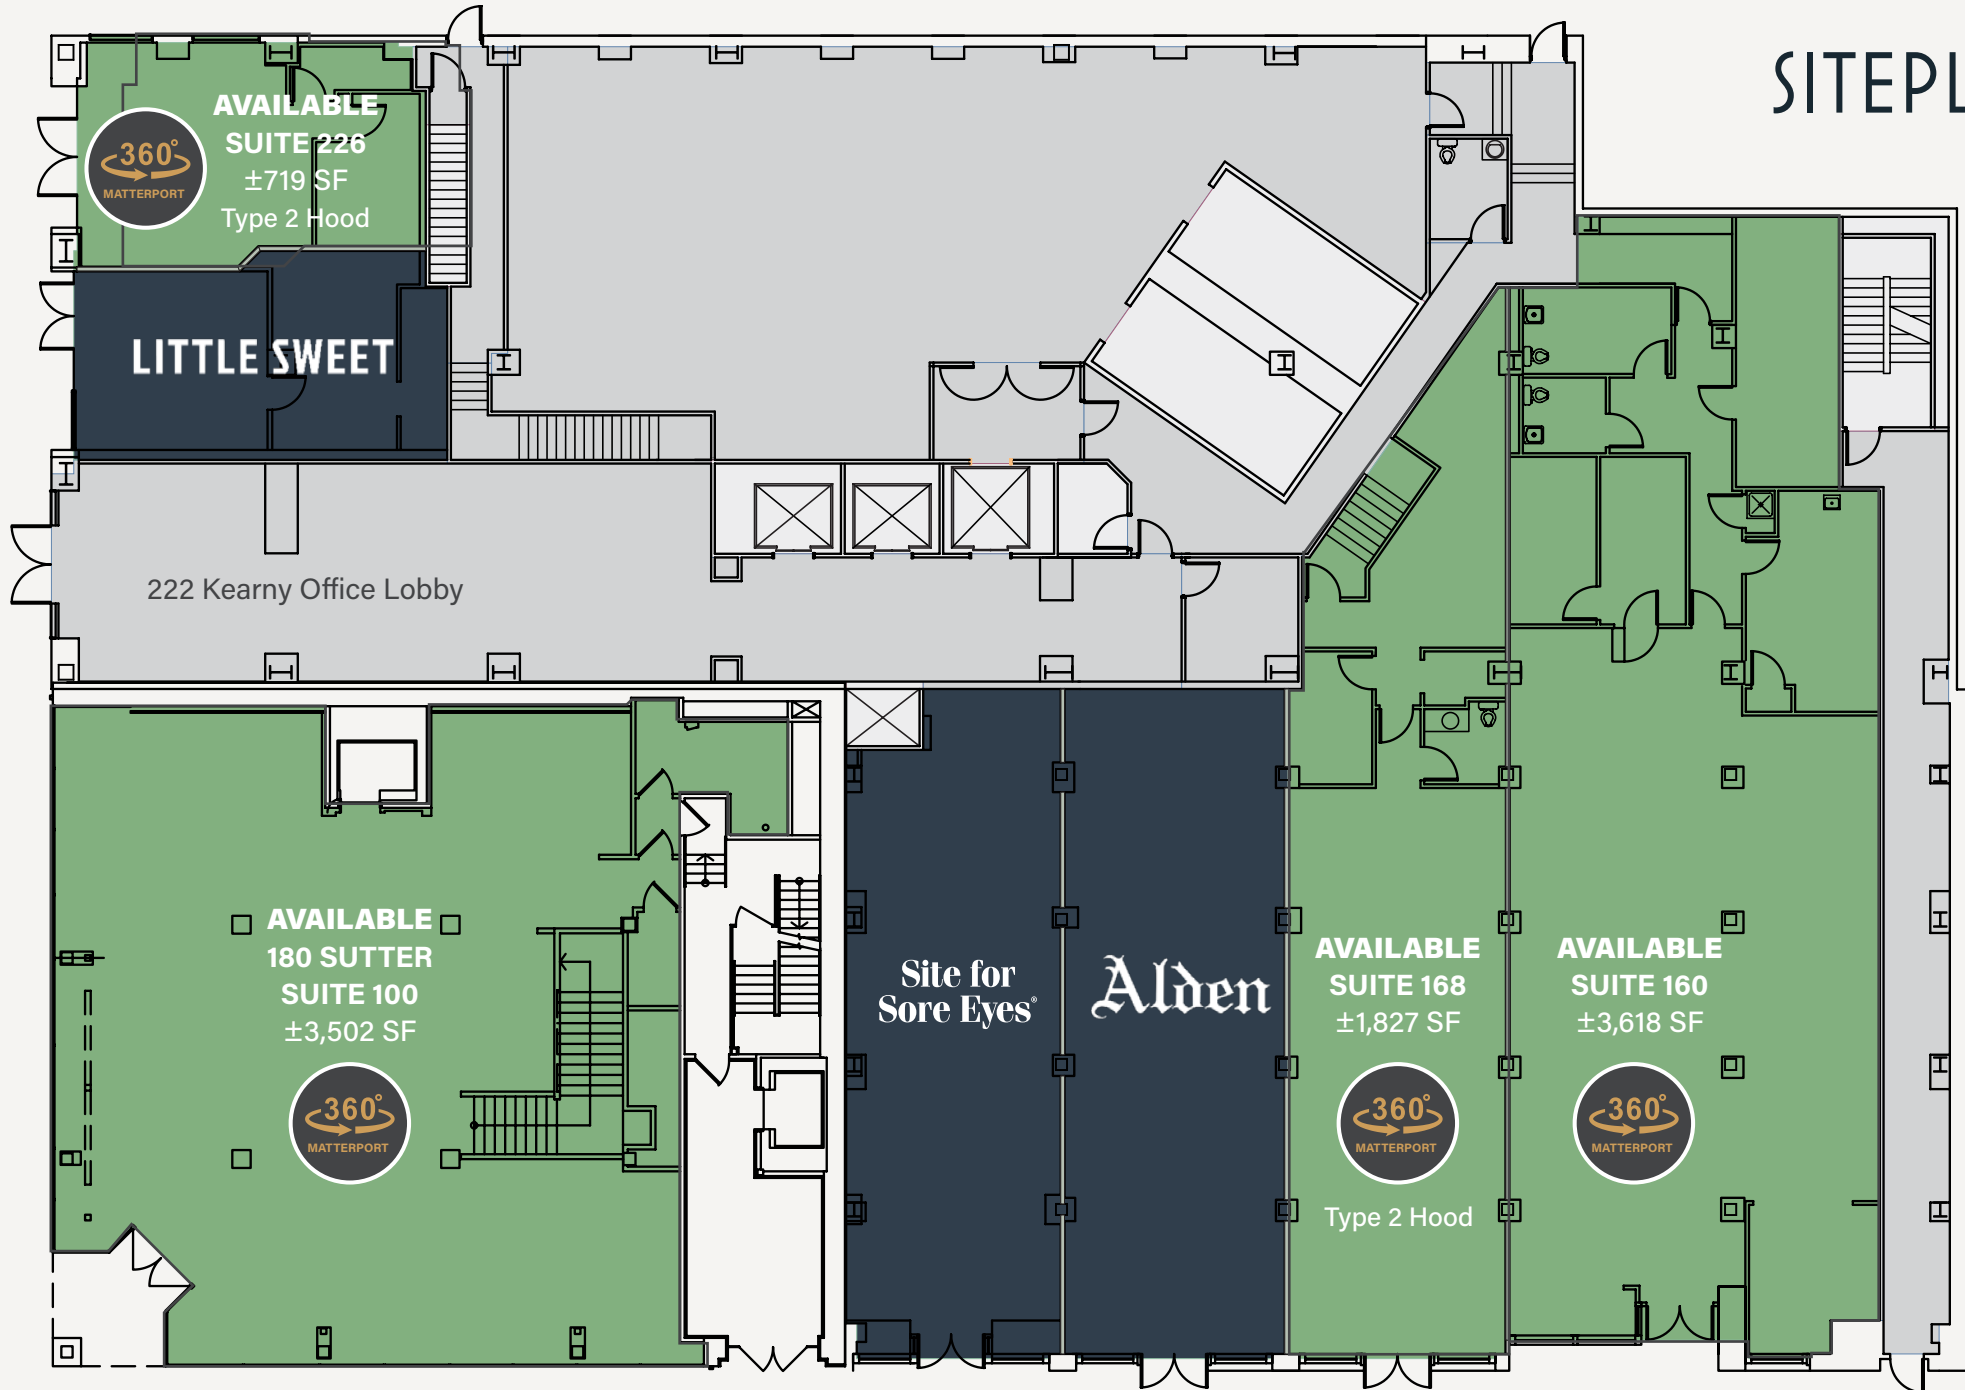 SITEPL
AVAILABLE
SUITE 226
±719 SF
Type 2 Hood
360°
MATTERPORT
LITTLE SWEET
222 Kearny Office Lobby
AVAILABLE
180 SUTTER
SUITE 100
±3,502 SF
360°
MATTERPORT
Site for
Sore Eyes®
Alden
AVAILABLE
SUITE 168
±1,827 SF
360°
MATTERPORT
Type 2 Hood
AVAILABLE
SUITE 160
±3,618 SF
360°
MATTERPORT